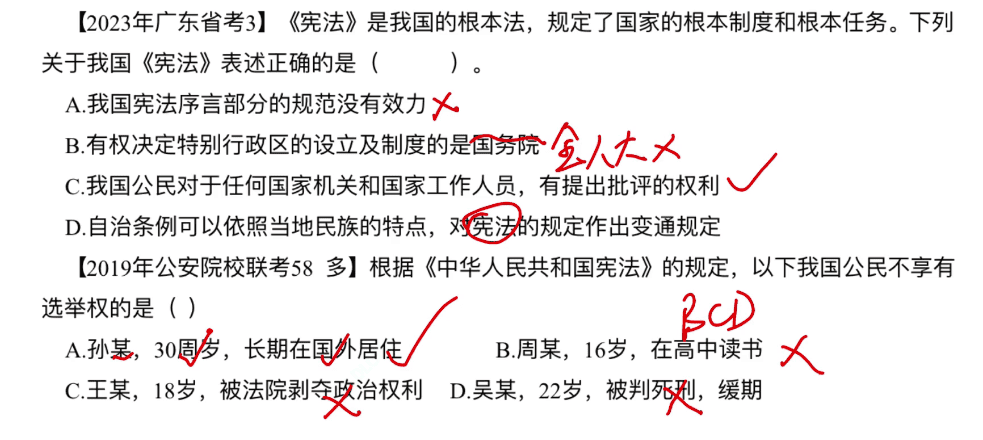 【2023年广东省考3】《宪法》是我国的根本法，规定了国家的根本制度和根本任务。下列
关于我国《宪法》表述正确的是（　　）。
A.我国宪法序言部分的规范没有效力
B.有权决定特别行政区的设立及制度的是国务院 全人大
C.我国公民对于任何国家机关和国家工作人员，有提出批评的权利
D.自治条例可以依照当地民族的特点，对宪法的规定作出变通规定
【2019年公安院校联考58 多】根据《中华人民共和国宪法》的规定，以下我国公民不享有
选举权的是（ ）
BCD
A.孙某，30周岁，长期在国外居住 B.周某，16岁，在高中读书
C.王某，18岁，被法院剥夺政治权利 D.吴某，22岁，被判死刑，缓期